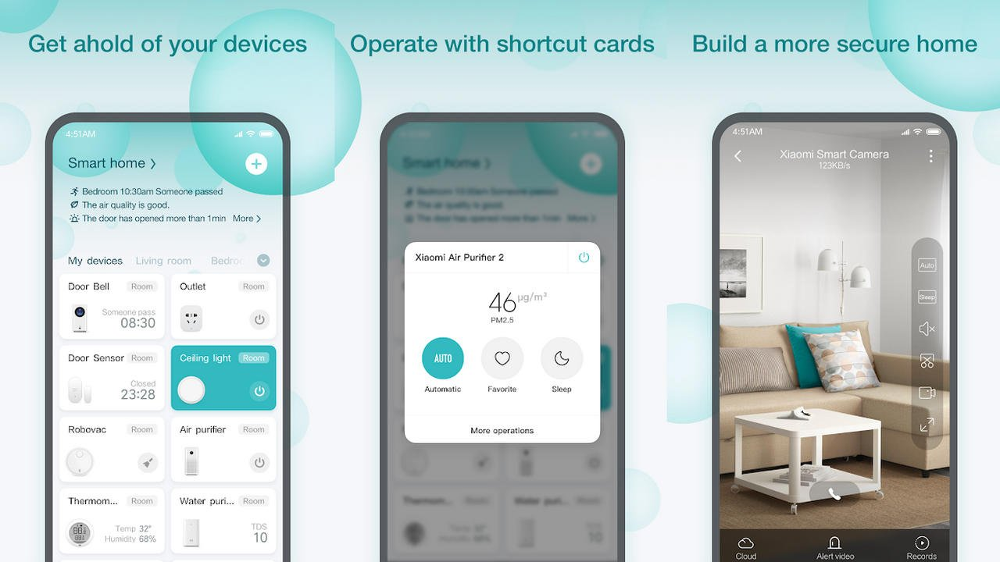 Get ahold of your devices
4:51AM
Smart home >
Bedroom 10:30am Someone passed
The air quality is good.
The door has opened more than 1min More >
My devices Living room Bedroo
Door Bell Room
Someone pass
08:30
Outlet Room
Door Sensor Room
Closed
23:28
Ceiling light Room
Robovac Room
Air purifier Room
Thermom... Room
Temp 32°
Humidity 68%
Water puri... Room
TDS
10
Operate with shortcut cards
Smart home >
Bedroom 10:30am Someone passed
The air quality is good.
The door has opened more than 1min More >
Xiaomi Air Purifier 2
46 µg/m³
PM2.5
AUTO
Automatic Favorite Sleep
More operations
Thermom... Room
Temp 32°
Humidity 68%
Water puri... Room
TDS
10
Build a more secure home
4:51AM
Xiaomi Smart Camera
123KB/s
Auto
Sleep
Cloud Alert video Records